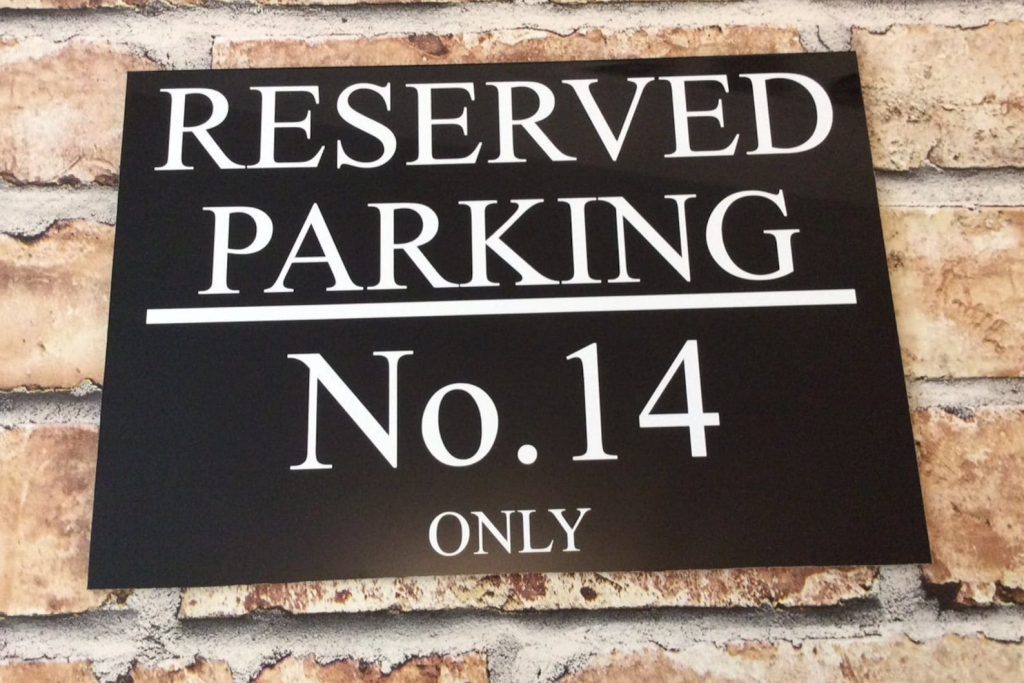 RESERVED
PARKING
No.14
ONLY